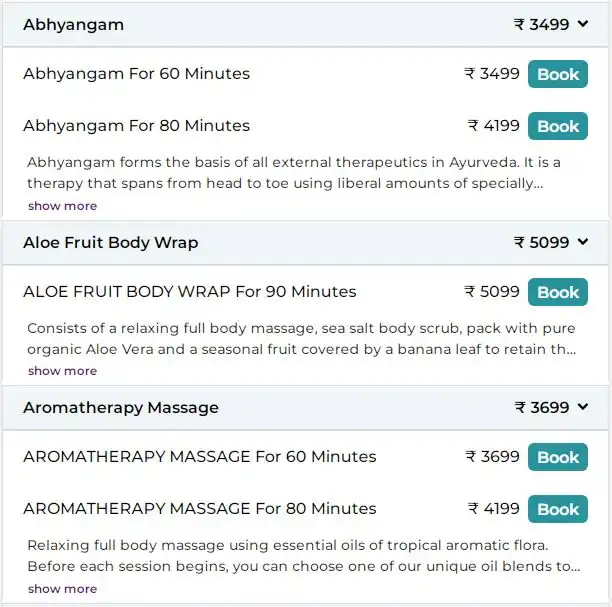 Abhyangam ₹ 3499
Abhyangam For 60 Minutes ₹ 3499 Book
Abhyangam For 80 Minutes ₹ 4199 Book
Abhyangam forms the basis of all external therapeutics in Ayurveda. It is a
therapy that spans from head to toe using liberal amounts of specially...
show more
Aloe Fruit Body Wrap ₹ 5099
ALOE FRUIT BODY WRAP For 90 Minutes ₹ 5099 Book
Consists of a relaxing full body massage, sea salt body scrub, pack with pure
organic Aloe Vera and a seasonal fruit covered by a banana leaf to retain th...
show more
Aromatherapy Massage ₹ 3699
AROMATHERAPY MASSAGE For 60 Minutes ₹ 3699 Book
AROMATHERAPY MASSAGE For 80 Minutes ₹ 4199 Book
Relaxing full body massage using essential oils of tropical aromatic flora.
Before each session begins, you can choose one of our unique oil blends to...
show more